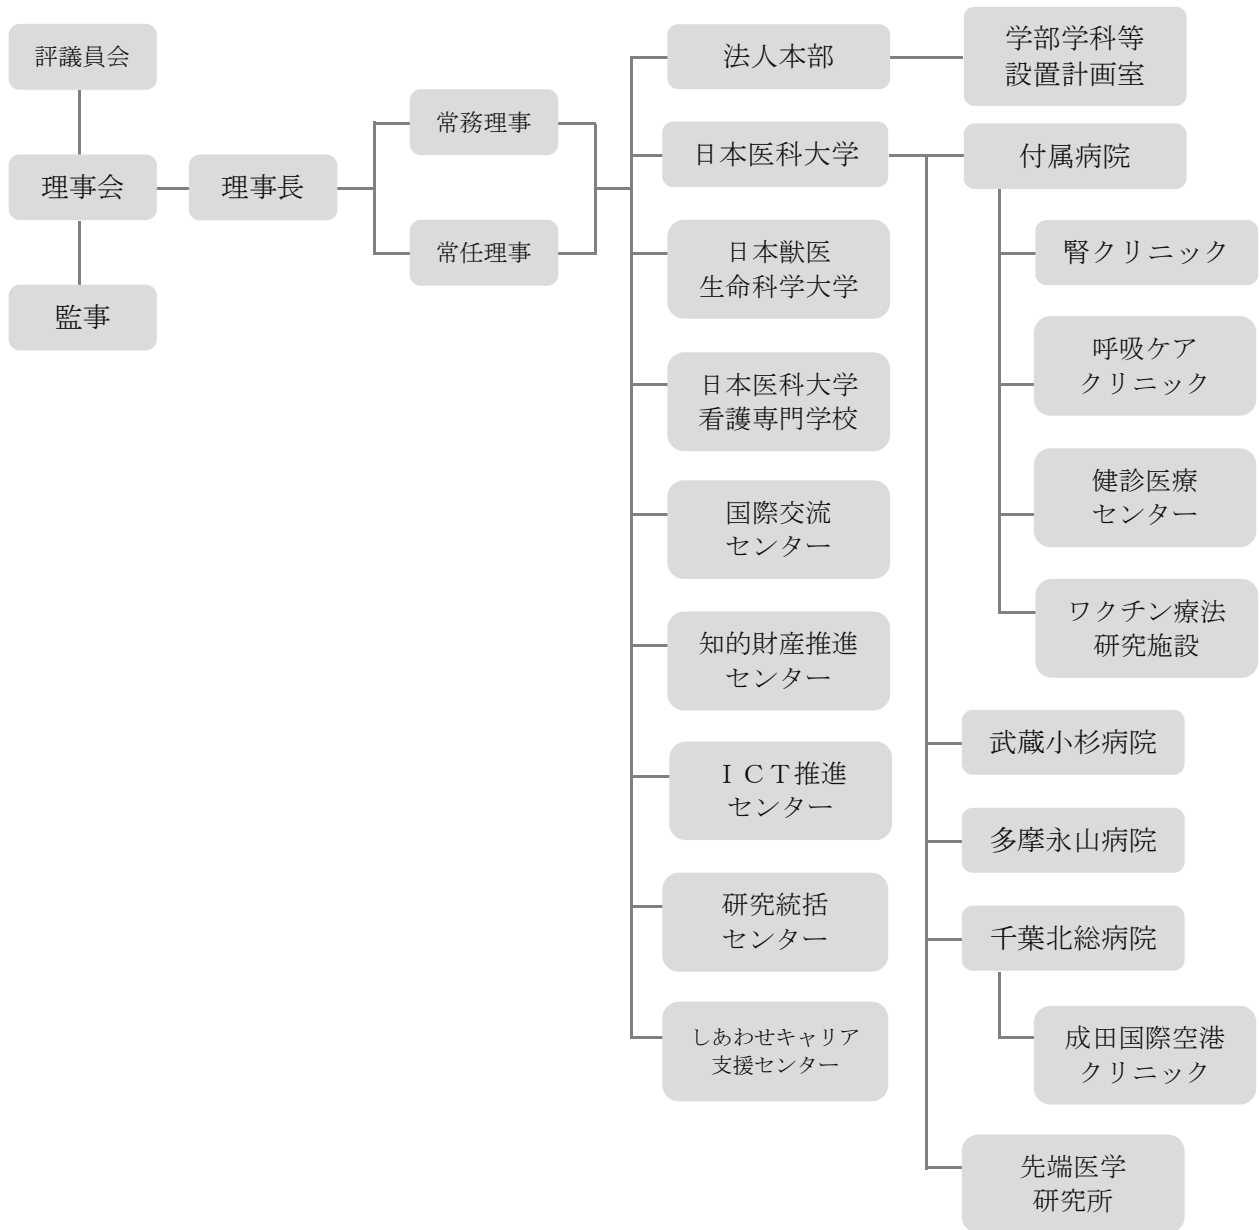 評議員会
理事会
監事
理事長
常務理事
常任理事
法人本部
学部学科等
設置計画室
日本医科大学
日本獣医
生命科学大学
日本医科大学
看護専門学校
国際交流
センター
知的財産推進
センター
ＩＣＴ推進
センター
研究統括
センター
しあわせキャリア
支援センター
付属病院
腎クリニック
呼吸ケア
クリニック
健診医療
センター
ワクチン療法
研究施設
武蔵小杉病院
多摩永山病院
千葉北総病院
成田国際空港
クリニック
先端医学
研究所